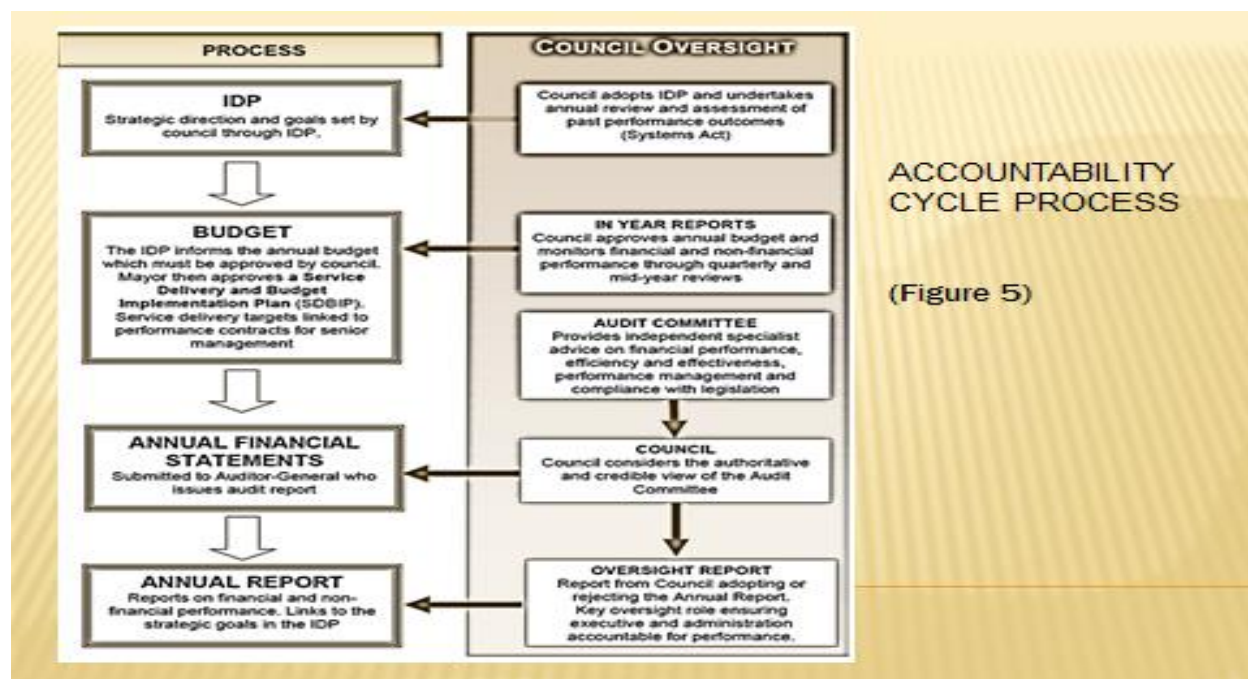 PROCESS
IDP
Strategic direction and goals set by
council through IDP.
BUDGET
The IDP informs the annual budget
which must be approved by council.
Mayor then approves a Service
Delivery and Budget
Implementation Plan (SDBIP).
Service delivery targets linked to
performance contracts for senior
management
ANNUAL FINANCIAL
STATEMENTS
Submitted to Auditor-General who
issues audit report
ANNUAL REPORT
Reports on financial and non-
financial performance. Links to the
strategic goals in the IDP
COUNCIL OVERSIGHT
Council adopts IDP and undertakes
annual review and assessment of
past performance outcomes
(Systems Act)
IN YEAR REPORTS
Council approves annual budget and
monitors financial and non-financial
performance through quarterly and
mid-year reviews
AUDIT COMMITTEE
Provides independent specialist
advice on financial performance,
efficiency and effectiveness,
performance management and
compliance with legislation
COUNCIL
Council considers the authoritative
and credible view of the Audit
Committee
OVERSIGHT REPORT
Report from Council adopting or
rejecting the Annual Report.
Key oversight role ensuring
executive and administration
accountable for performance.
ACCOUNTABILITY
CYCLE PROCESS
(Figure 5)